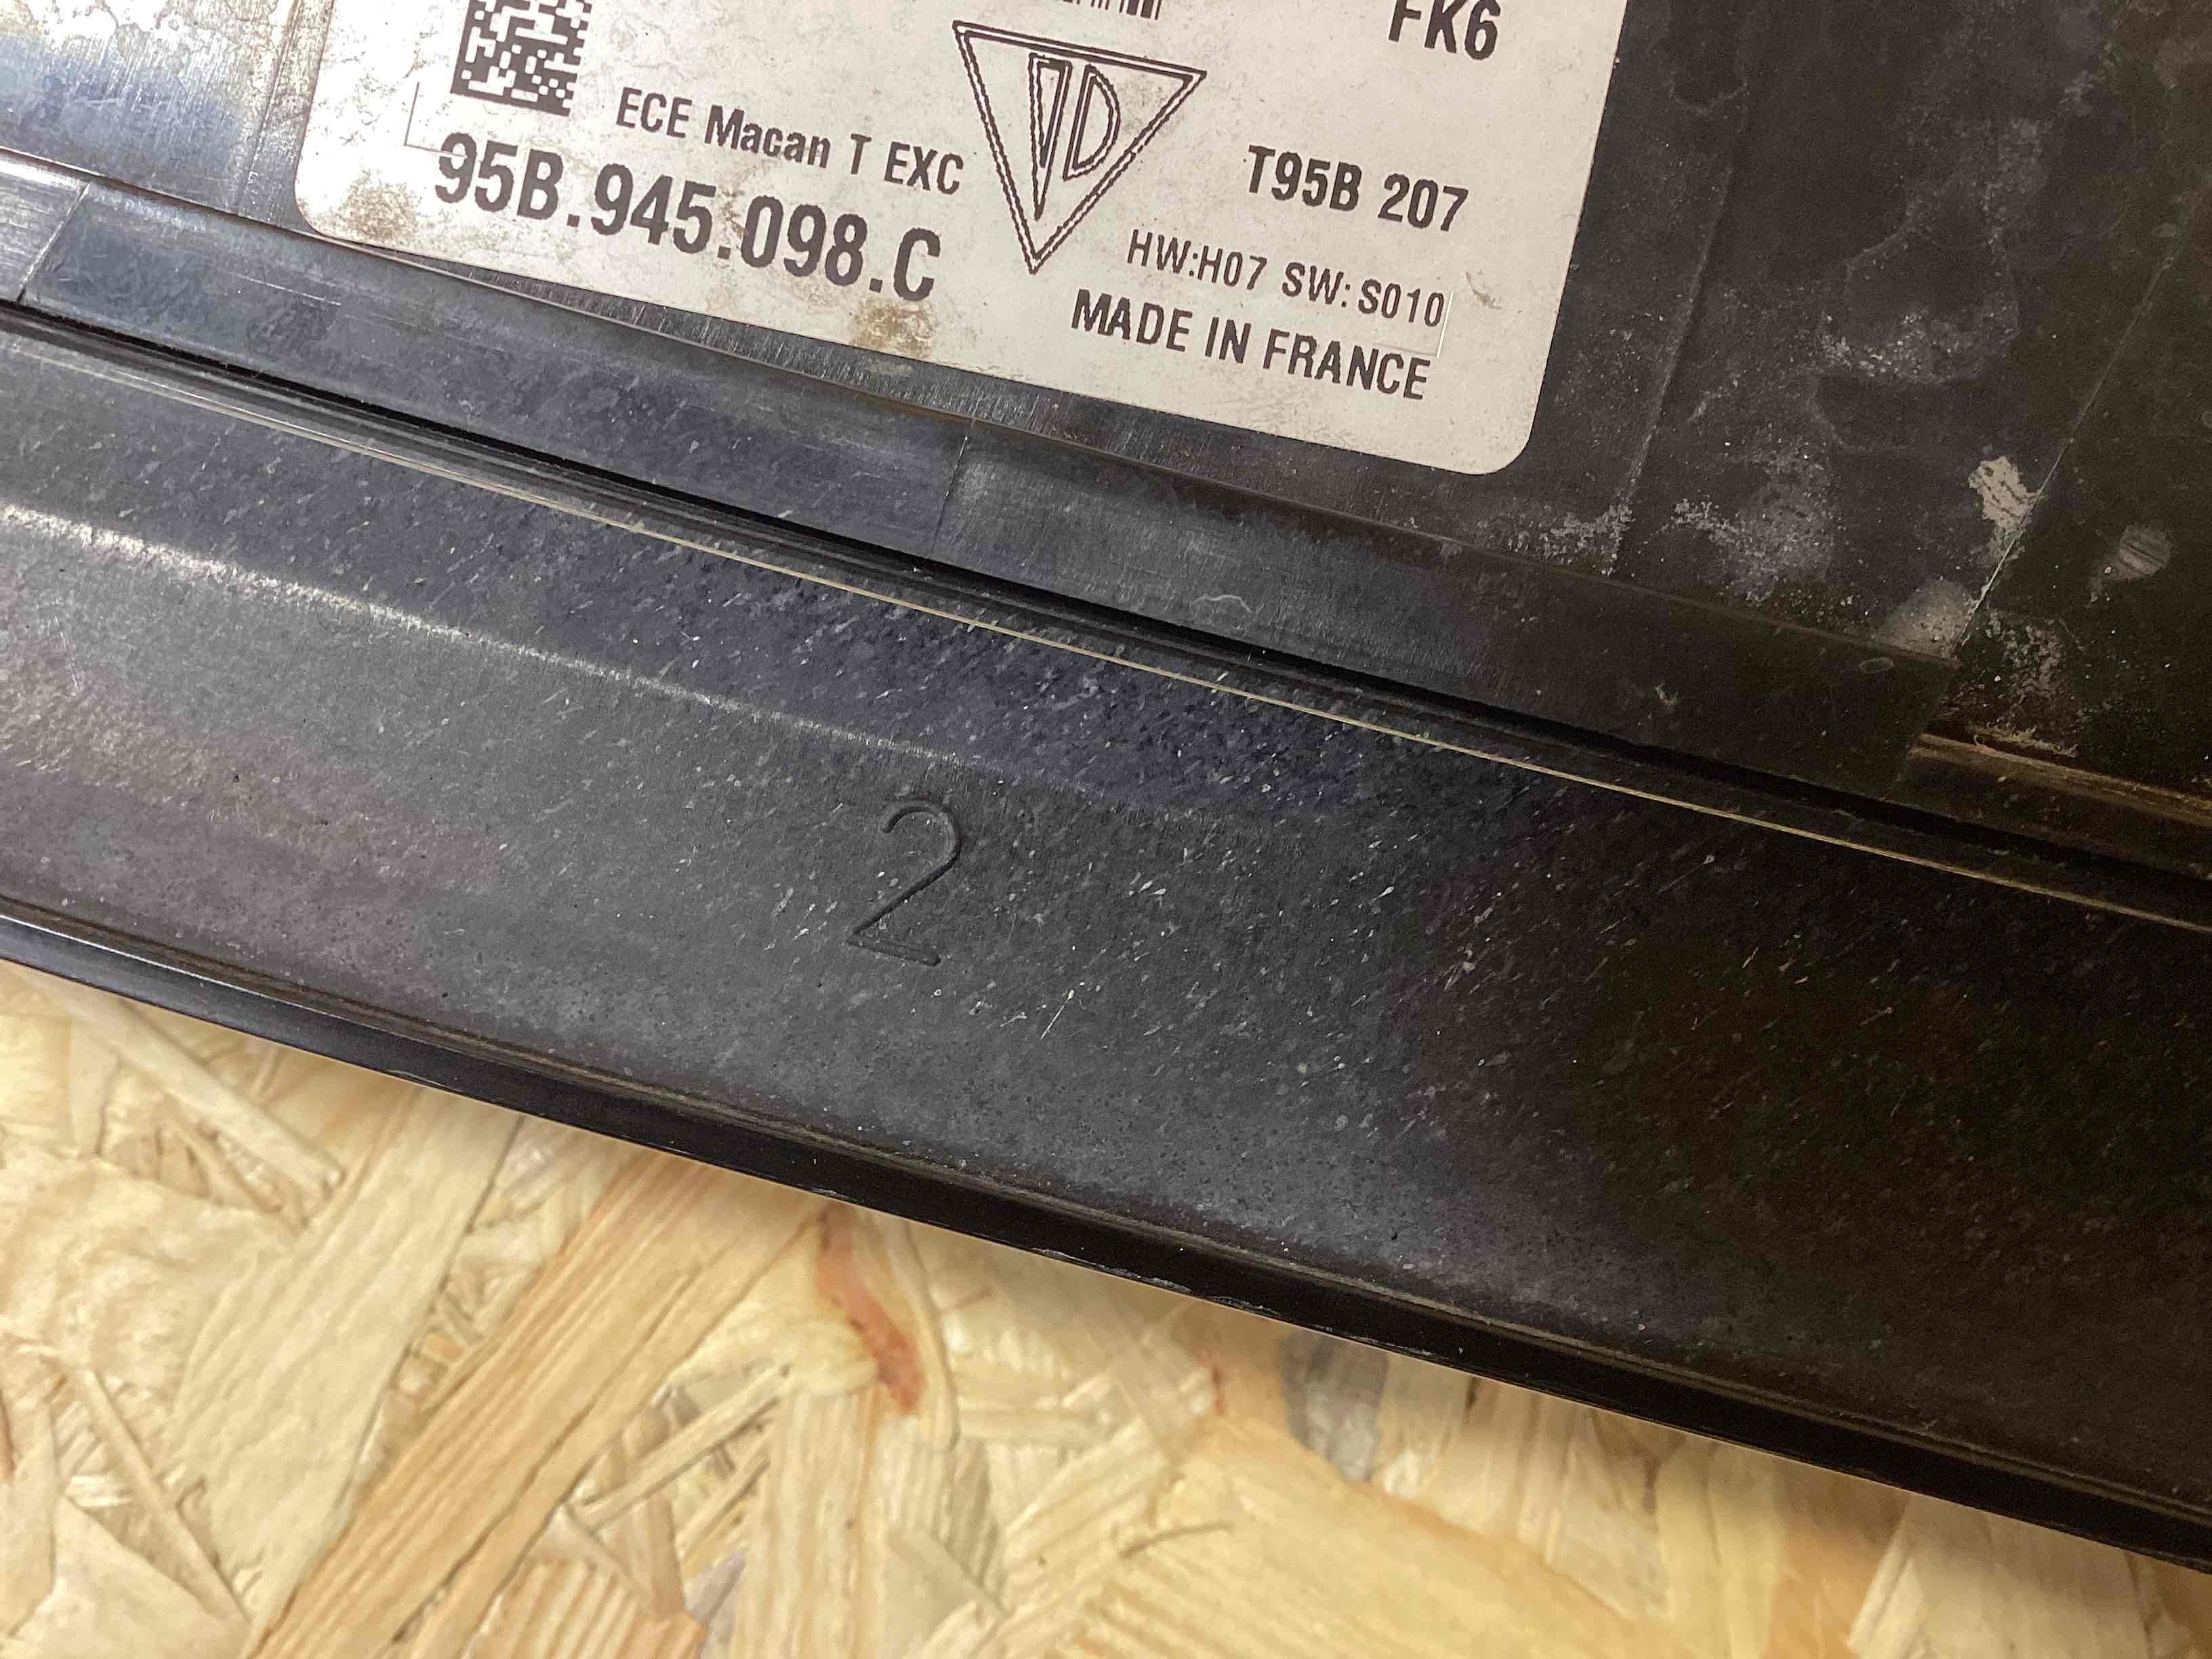 FK6
ECE Macan T EXC
T95B 207
95B.945.098.C
HW:H07 SW: S010
MADE IN FRANCE
2